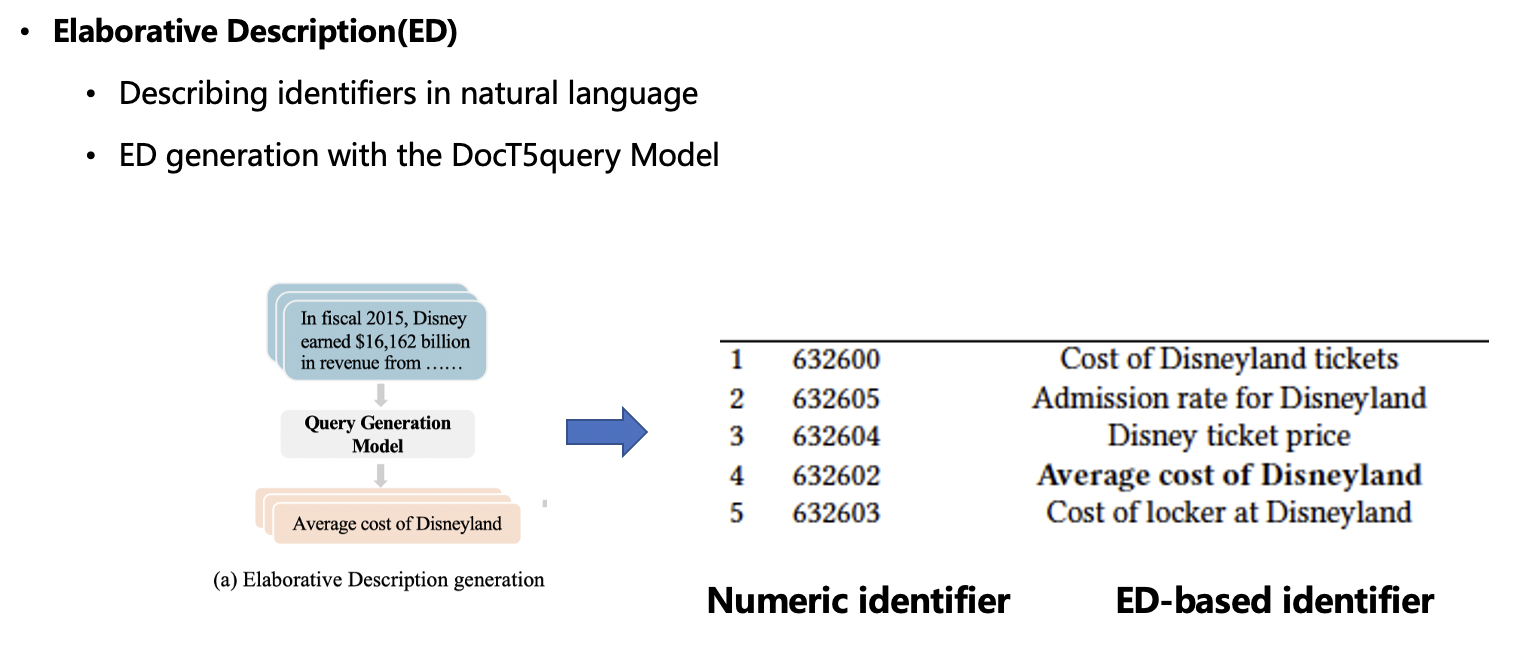 • Elaborative Description(ED)
• Describing identifiers in natural language
• ED generation with the DocT5query Model
In fiscal 2015, Disney
earned $16,162 billion
in revenue from ……
Query Generation
Model
Average cost of Disneyland
(a) Elaborative Description generation
1 632600 Cost of Disneyland tickets
2 632605 Admission rate for Disneyland
3 632604 Disney ticket price
4 632602 Average cost of Disneyland
5 632603 Cost of locker at Disneyland
Numeric identifier ED-based identifier